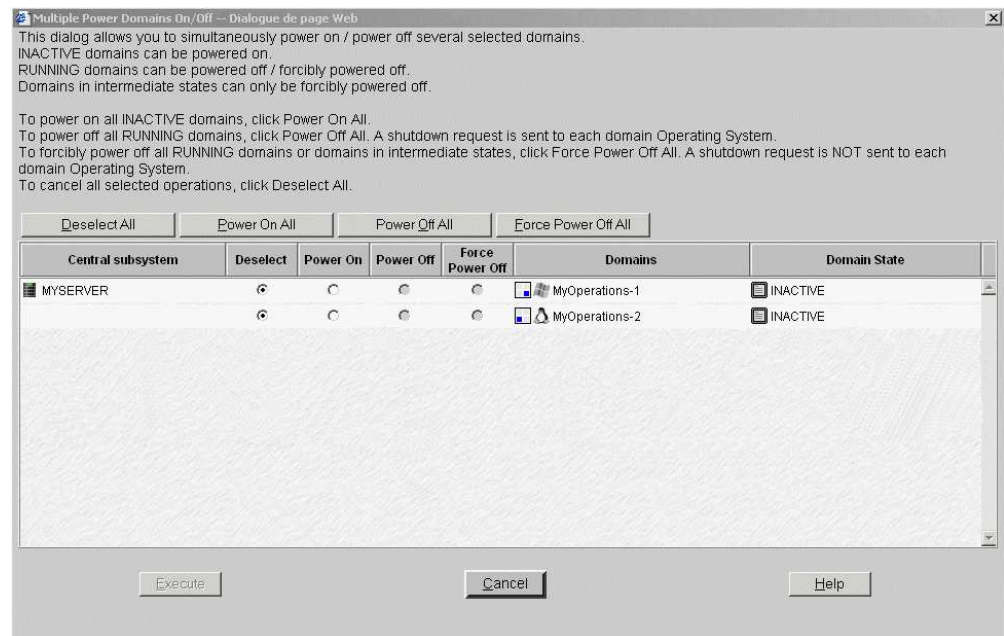 Multiple Power Domains On/Off -- Dialogue de page Web
This dialog allows you to simultaneously power on / power off several selected domains.
INACTIVE domains can be powered on.
RUNNING domains can be powered off / forcibly powered off.
Domains in intermediate states can only be forcibly powered off.
To power on all INACTIVE domains, click Power On All.
To power off all RUNNING domains, click Power Off All. A shutdown request is sent to each domain Operating System.
To forcibly power off all RUNNING domains or domains in intermediate states, click Force Power Off All. A shutdown request is NOT sent to each
domain Operating System.
To cancel all selected operations, click Deselect All.
Deselect All Power On All Power Off All Force Power Off All
Central subsystem Deselect Power On Power Off Force Power Off Domains Domain State
MYSERVER MyOperations-1 INACTIVE
MyOperations-2 INACTIVE
Execute Cancel Help